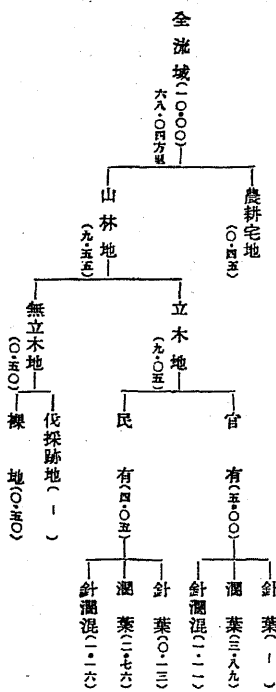 全流域(一〇・〇〇)
六八・〇四方粁
農耕宅地
(〇・四五)
山林地
(九・五五)
立木地
(九・〇五)
無立木地
(〇・五〇)
官有(五・〇〇)
民有(四・〇五)
伐採跡地(ー)
裸地(〇・五〇)
針葉(ー)
濶葉(三・八九)
針濶混(一・一一)
針葉(〇・一三)
濶葉(二・七六)
針濶混(一・一六)